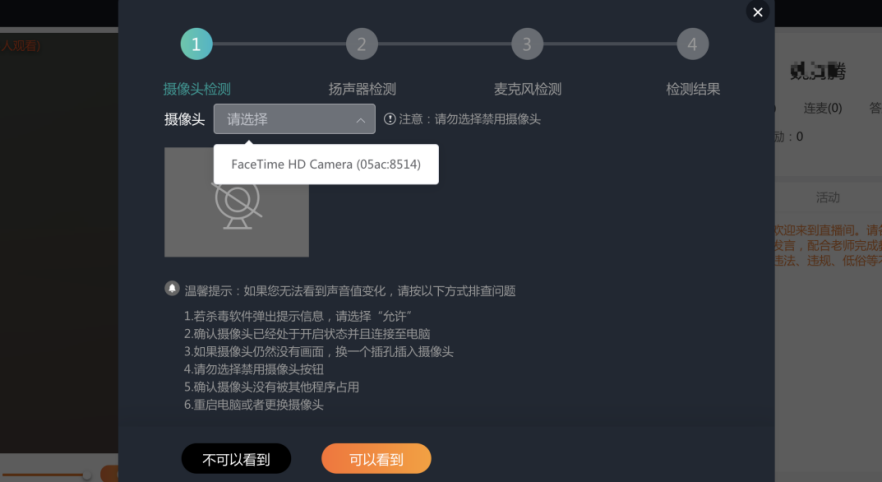 人观看)
1
2
3
4
摄像头检测
扬声器检测
麦克风检测
检测结果
摄像头
请选择
注意：请勿选择禁用摄像头
FaceTime HD Camera (05ac:8514)
温馨提示：如果您无法看到声音值变化，请按以下方式排查问题
1.若杀毒软件弹出提示信息，请选择“允许”
2.确认摄像头已经处于开启状态并且连接至电脑
3.如果摄像头仍然没有画面，换一个插孔插入摄像头
4.请勿选择禁用摄像头按钮
5.确认摄像头没有被其他程序占用
6.重启电脑或者更换摄像头
不可以看到
可以看到
腾
连麦(0)
答
励：0
活动
欢迎来到直播间。请
发言，配合老师完成
违法、违规、低俗等